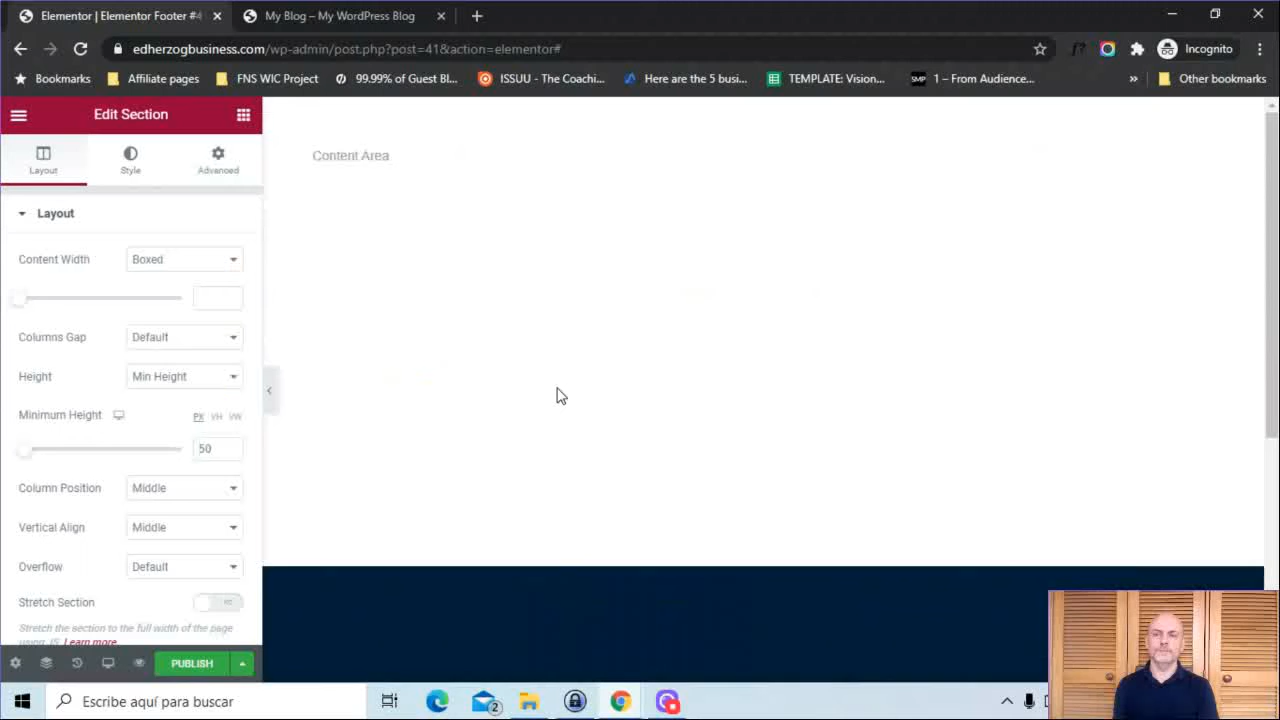 Elementor | Elementor Footer #4
My Blog – My WordPress Blog
edherzogbusiness.com/wp-admin/post.php?post=41&action=elementor#
f?
Incognito
Bookmarks
Affiliate pages
FNS WIC Project
99.99% of Guest Bl...
ISSUU - The Coachi...
Here are the 5 busi...
TEMPLATE: Vision...
SMP
1 – From Audience...
»
Other bookmarks
Edit Section
Layout
Style
Advanced
Content Area
Layout
Content Width
Boxed
Columns Gap
Default
Height
Min Height
Minimum Height
PX VH VW
50
Column Position
Middle
Vertical Align
Middle
Overflow
Default
Stretch Section
Stretch the section to the full width of the page
using JS. Learn more.
PUBLISH
Escribe aquí para buscar
2